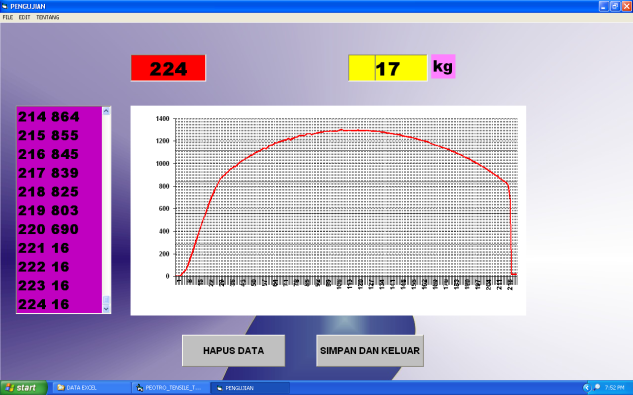 PENGUJIAN
FILE EDIT TENTANG
224
17 kg
214 864
215 855
216 845
217 839
218 825
219 803
220 690
221 16
222 16
223 16
224 16
1400
1200
1000
800
600
400
200
0
HAPUS DATA
SIMPAN DAN KELUAR
start
DATA EXCEL
PEOTRO_TENSILE_T...
PENGUJIAN
7:52 PM